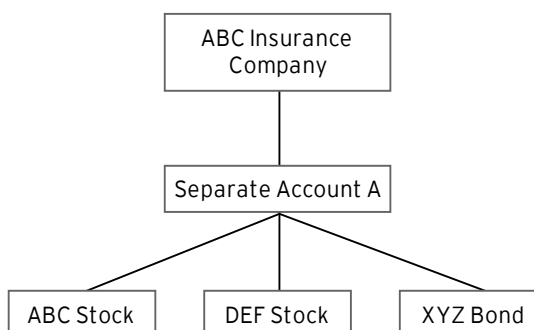 ABC Insurance
Company
Separate Account A
ABC Stock
DEF Stock
XYZ Bond